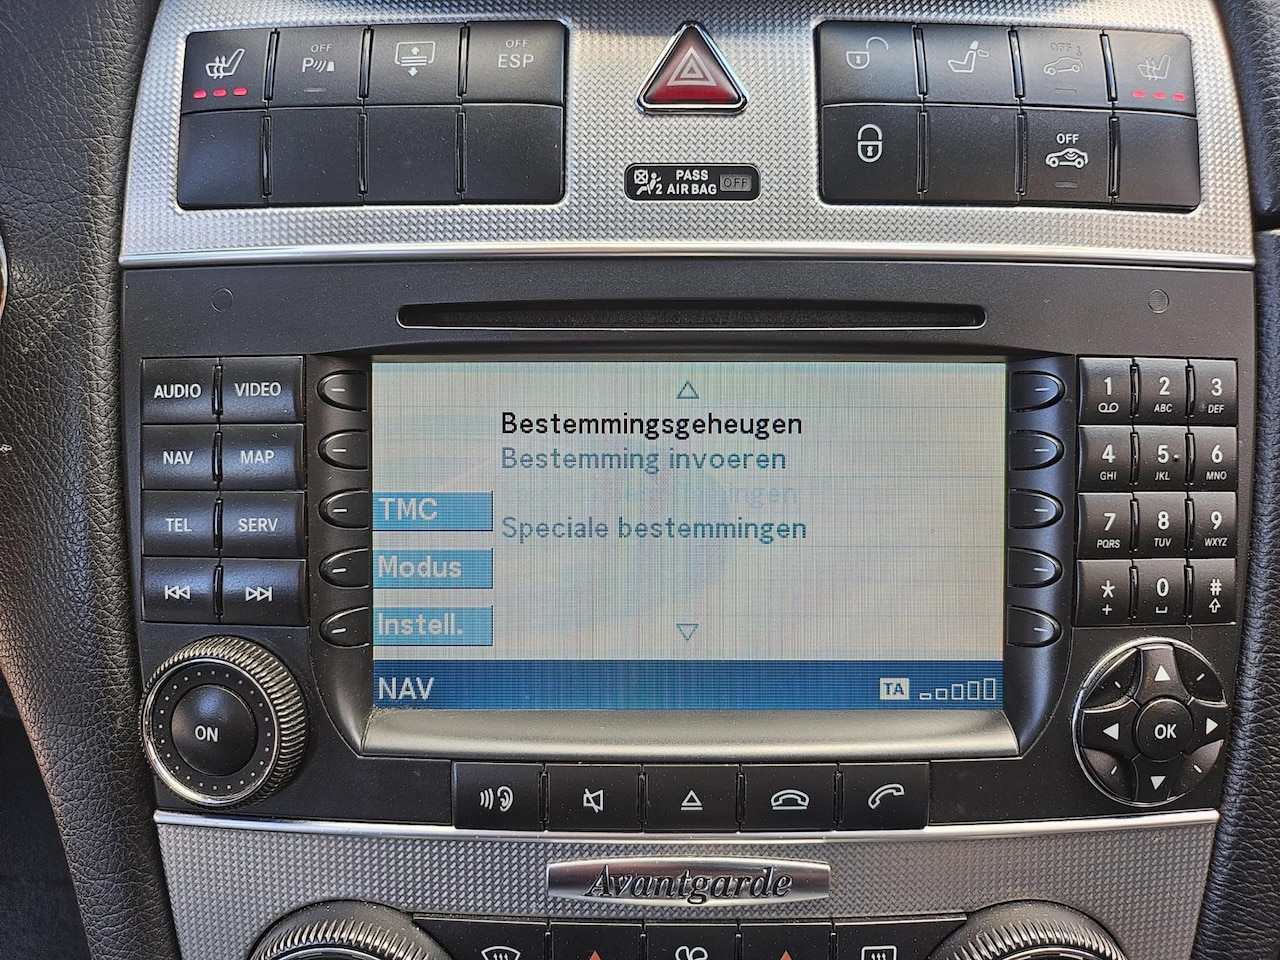 OFF
OFF
ESP
OFF
OFF
PASS
AIR BAG OFF
2
AUDIO
VIDEO
NAV
MAP
TEL
SERV
ON
Bestemmingsgeheugen
Bestemming invoeren
Speciale bestemmingen
TMC
Modus
Instell.
NAV
TA
1
2 ABC
3 DEF
4 GHI
5 JKL
6 MNO
7 PQRS
8 TUV
9 WXYZ
* +
0
#
OK
Avantgarde